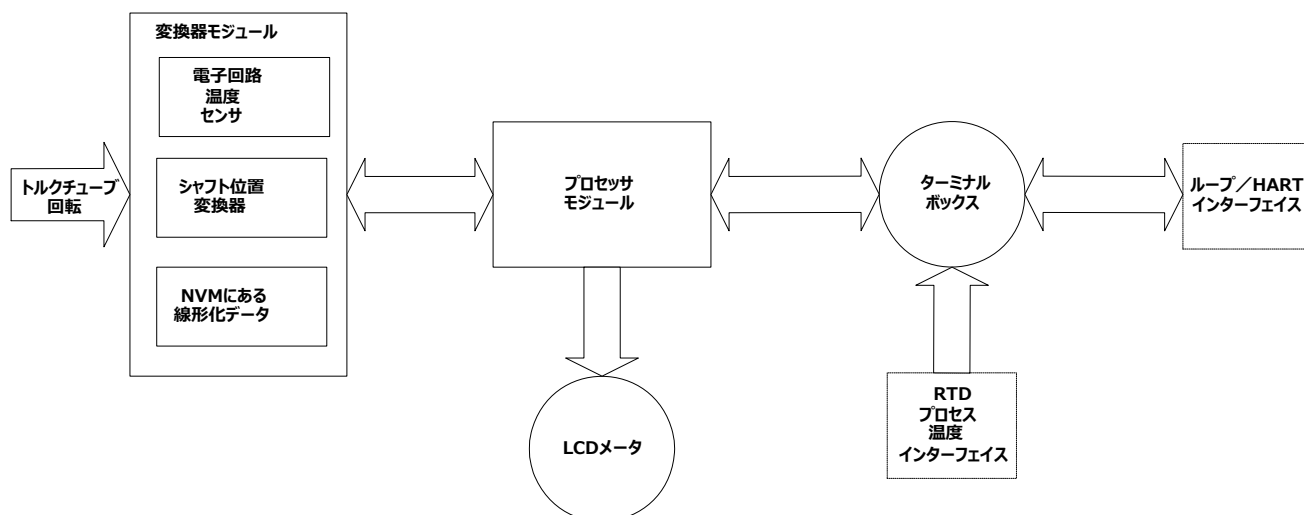 変換器モジュール
電子回路
温度
センサ
トルクチューブ
回転
シャフト位置
変換器
NVMにある
線形化データ
プロセッサ
モジュール
LCDメータ
ターミナル
ボックス
ループ／HART
インターフェイス
RTD
プロセス
温度
インターフェイス